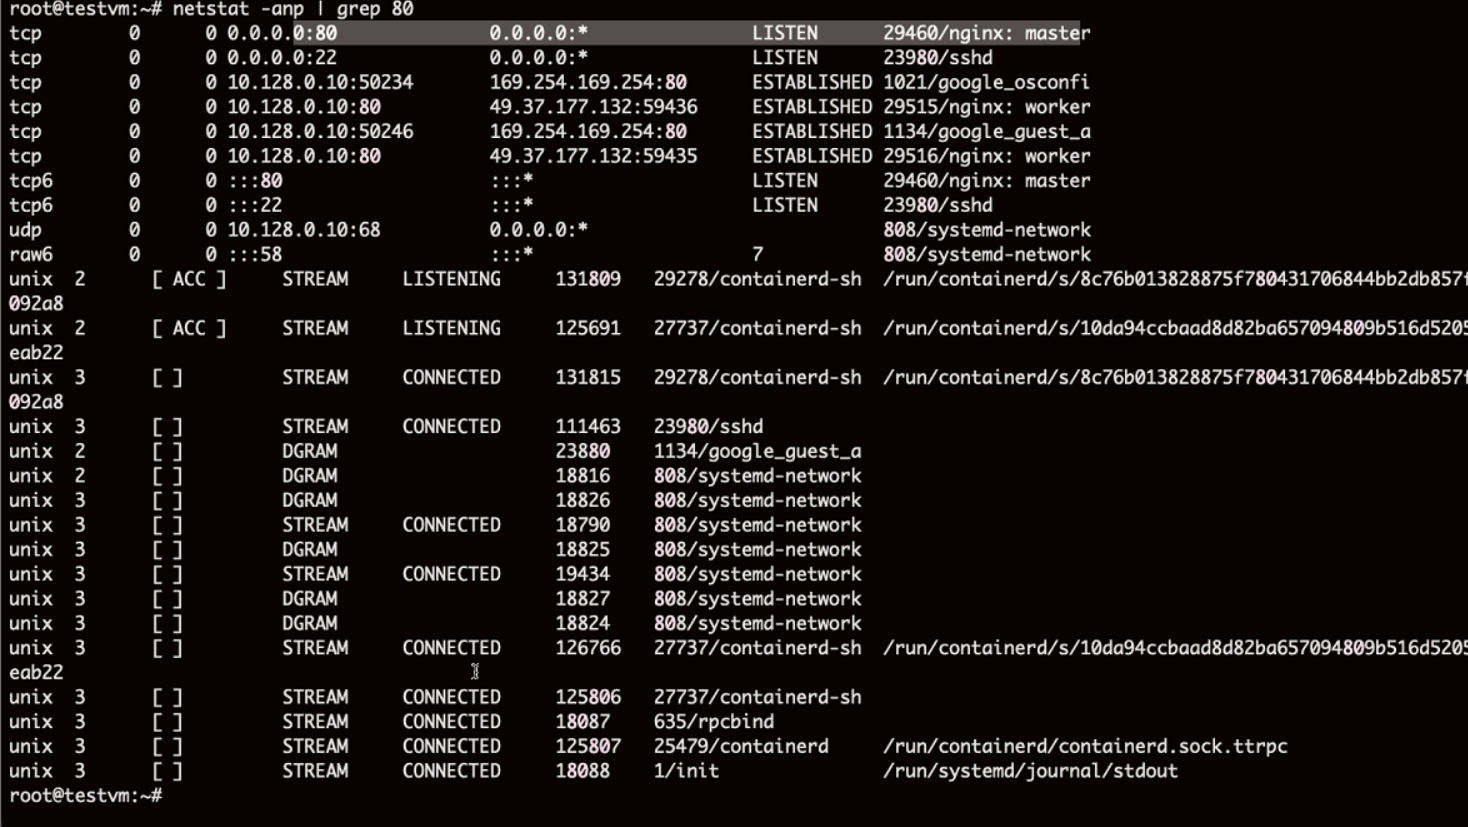 root@testvm:~# netstat -anp | grep 80
tcp 0 0 0.0.0.0:80 0.0.0.0:* LISTEN 29460/nginx: master
tcp 0 0 0.0.0.0:22 0.0.0.0:* LISTEN 23980/sshd
tcp 0 0 10.128.0.10:50234 169.254.169.254:80 ESTABLISHED 1021/google_osconfi
tcp 0 0 10.128.0.10:80 49.37.177.132:59436 ESTABLISHED 29515/nginx: worker
tcp 0 0 10.128.0.10:50246 169.254.169.254:80 ESTABLISHED 1134/google_guest_a
tcp 0 0 10.128.0.10:80 49.37.177.132:59435 ESTABLISHED 29516/nginx: worker
tcp6 0 0 :::80 :::* LISTEN 29460/nginx: master
tcp6 0 0 :::22 :::* LISTEN 23980/sshd
udp 0 0 10.128.0.10:68 0.0.0.0:* 808/systemd-network
raw6 0 0 :::58 :::* 7 808/systemd-network
unix 2 [ ACC ] STREAM LISTENING 131809 29278/containerd-sh /run/containerd/s/8c76b013828875f780431706844bb2db857f
092a8
unix 2 [ ACC ] STREAM LISTENING 125691 27737/containerd-sh /run/containerd/s/10da94ccbaad8d82ba657094809b516d5205
eab22
unix 3 [ ] STREAM CONNECTED 131815 29278/containerd-sh /run/containerd/s/8c76b013828875f780431706844bb2db857f
092a8
unix 3 [ ] STREAM CONNECTED 111463 23980/sshd
unix 2 [ ] DGRAM 23880 1134/google_guest_a
unix 2 [ ] DGRAM 18816 808/systemd-network
unix 3 [ ] DGRAM 18826 808/systemd-network
unix 3 [ ] STREAM CONNECTED 18790 808/systemd-network
unix 3 [ ] DGRAM 18825 808/systemd-network
unix 3 [ ] STREAM CONNECTED 19434 808/systemd-network
unix 3 [ ] DGRAM 18827 808/systemd-network
unix 3 [ ] DGRAM 18824 808/systemd-network
unix 3 [ ] STREAM CONNECTED 126766 27737/containerd-sh /run/containerd/s/10da94ccbaad8d82ba657094809b516d5205
eab22
unix 3 [ ] STREAM CONNECTED 125806 27737/containerd-sh
unix 3 [ ] STREAM CONNECTED 18087 635/rpcbind
unix 3 [ ] STREAM CONNECTED 125807 25479/containerd /run/containerd/containerd.sock.ttrpc
unix 3 [ ] STREAM CONNECTED 18088 1/init /run/systemd/journal/stdout
root@testvm:~#